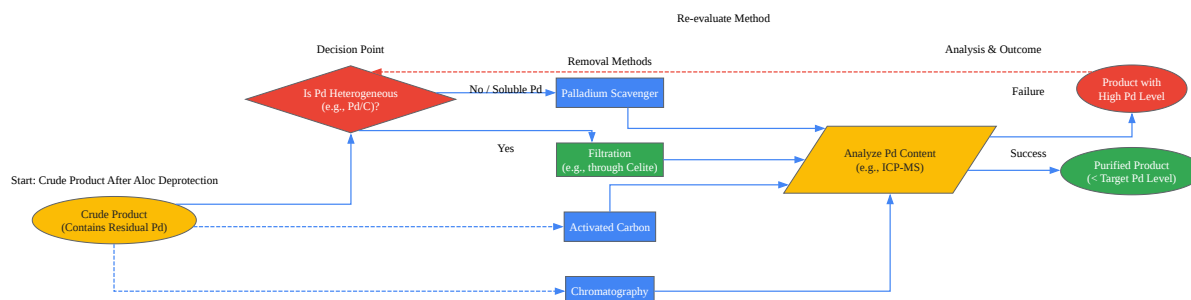 Re-evaluate Method
Decision Point
Analysis & Outcome
Removal Methods
Is Pd Heterogeneous
(e.g., Pd/C)?
No / Soluble Pd
Palladium Scavenger
Failure
Product with
High Pd Level
Yes
Filtration
(e.g., through Celite)
Analyze Pd Content
(e.g., ICP-MS)
Success
Purified Product
(< Target Pd Level)
Start: Crude Product After Aloc Deprotection
Crude Product
(Contains Residual Pd)
Activated Carbon
Chromatography